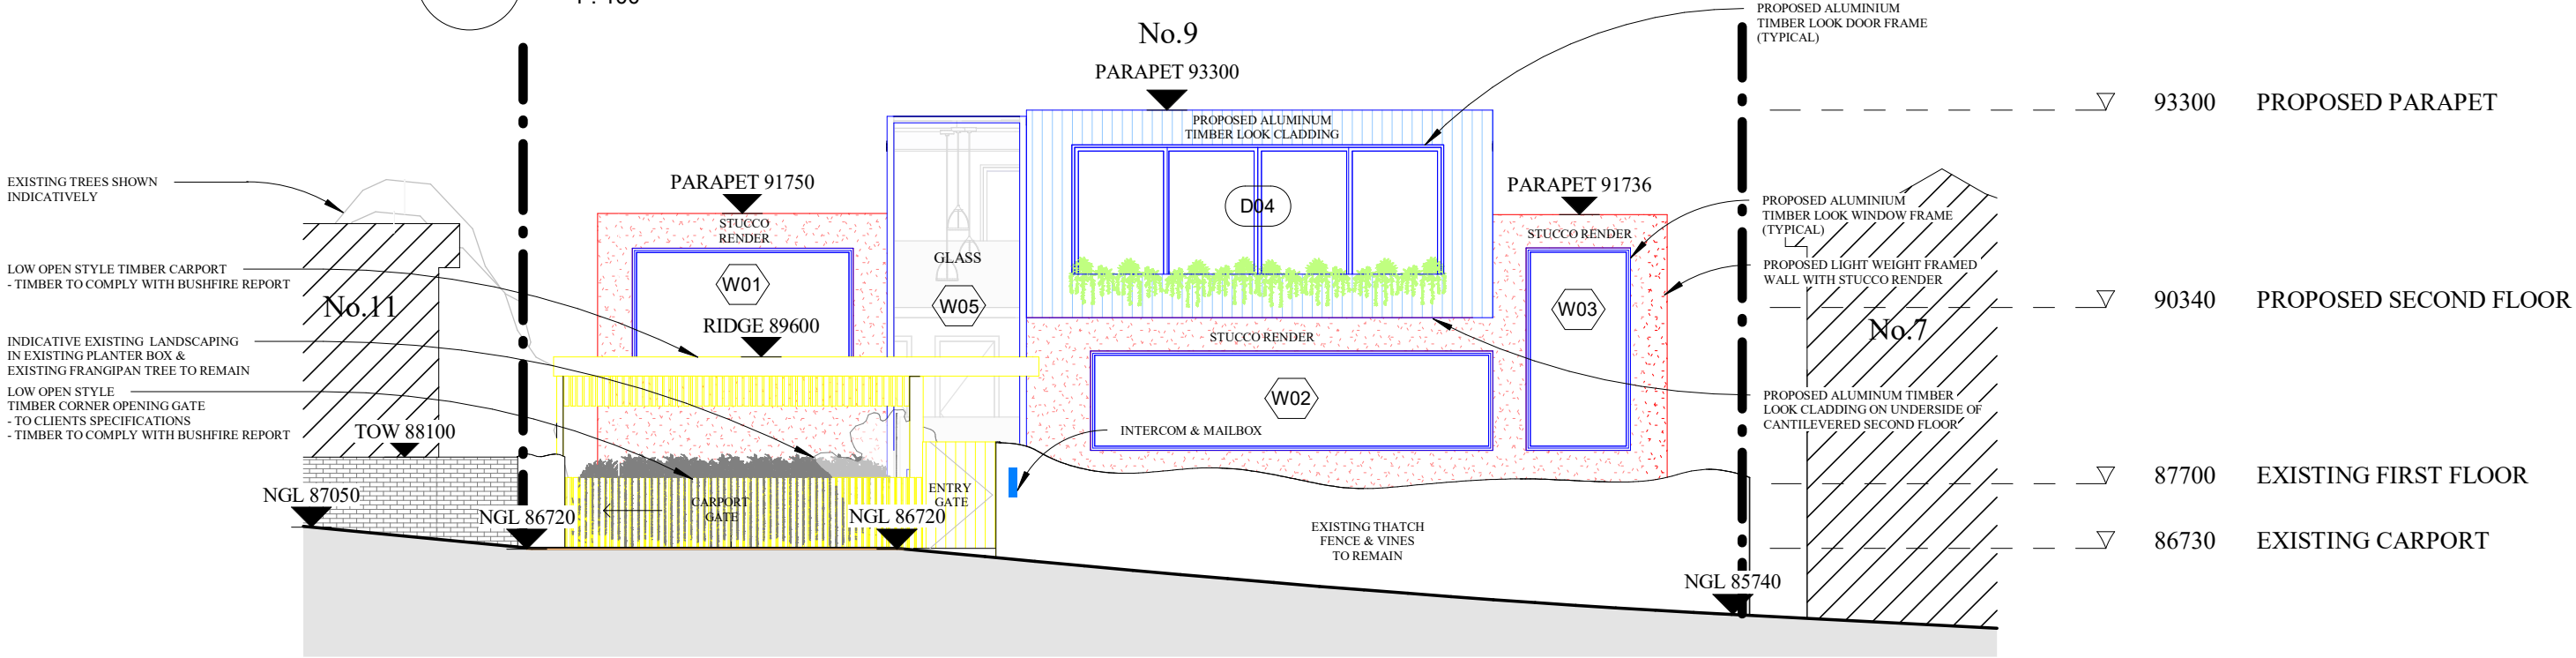 No.9
PARAPET 93300
PROPOSED ALUMINIUM
TIMBER LOOK DOOR FRAME
(TYPICAL)
93300 PROPOSED PARAPET
PROPOSED ALUMINUM
TIMBER LOOK CLADDING
EXISTING TREES SHOWN
INDICATIVELY
PARAPET 91750
STUCCO
RENDER
D04
PARAPET 91736
STUCCO RENDER
PROPOSED ALUMINIUM
TIMBER LOOK WINDOW FRAME
(TYPICAL)
PROPOSED LIGHT WEIGHT FRAMED
WALL WITH STUCCO RENDER
LOW OPEN STYLE TIMBER CARPORT
- TIMBER TO COMPLY WITH BUSHFIRE REPORT
No.11
W01
GLASS
W05
W03
90340 PROPOSED SECOND FLOOR
No.7
RIDGE 89600
STUCCO RENDER
INDICATIVE EXISTING LANDSCAPING
IN EXISTING PLANTER BOX &
EXISTING FRANGIPAN TREE TO REMAIN
LOW OPEN STYLE
TIMBER CORNER OPENING GATE
- TO CLIENTS SPECIFICATIONS
- TIMBER TO COMPLY WITH BUSHFIRE REPORT
W02
PROPOSED ALUMINUM TIMBER
LOOK CLADDING ON UNDERSIDE OF
CANTILEVERED SECOND FLOOR
TOW 88100
INTERCOM & MAILBOX
87700 EXISTING FIRST FLOOR
NGL 87050
NGL 86720
CARPORT
GATE
NGL 86720
ENTRY
GATE
EXISTING THATCH
FENCE & VINES
TO REMAIN
86730 EXISTING CARPORT
NGL 85740